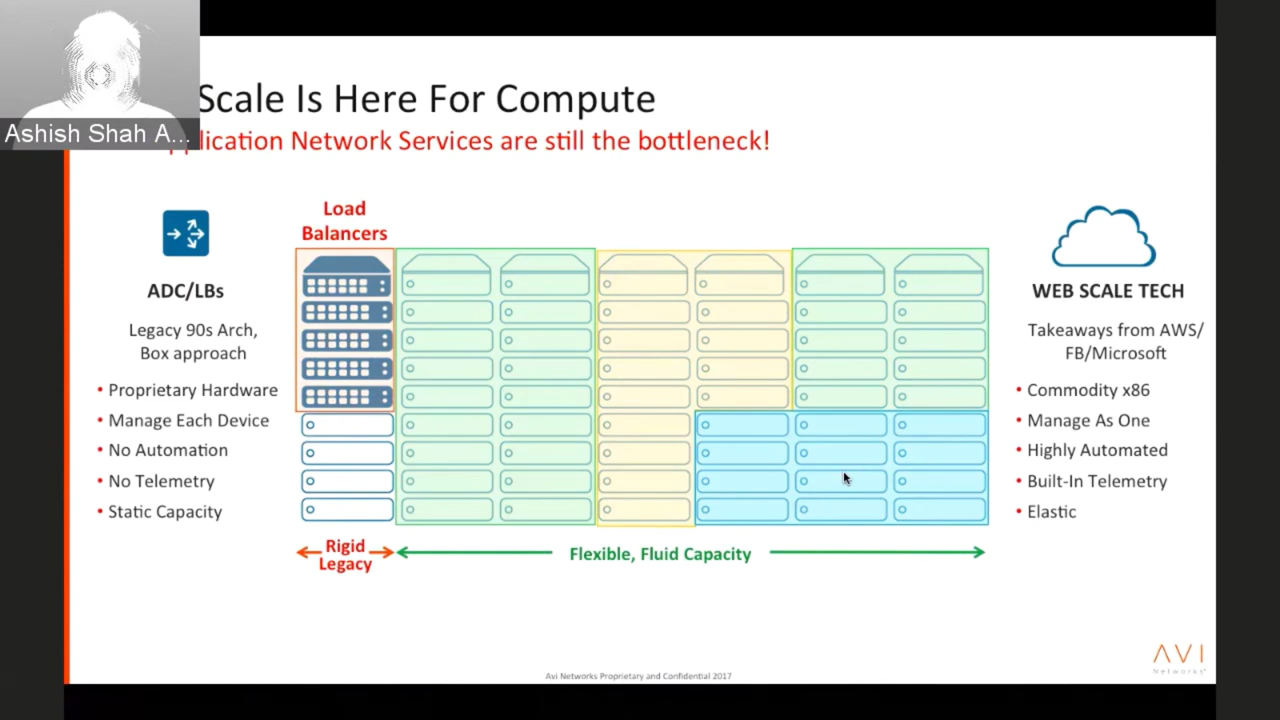 Ashish Shah A...
Scale Is Here For Compute
plication Network Services are still the bottleneck!
Load
Balancers
ADC/LBs
Legacy 90s Arch,
Box approach
• Proprietary Hardware
• Manage Each Device
• No Automation
• No Telemetry
• Static Capacity
WEB SCALE TECH
Takeaways from AWS/
FB/Microsoft
• Commodity x86
• Manage As One
• Highly Automated
• Built-In Telemetry
• Elastic
Rigid
Legacy
Flexible, Fluid Capacity
Avi Networks Proprietary and Confidential 2017
AVI
Networks